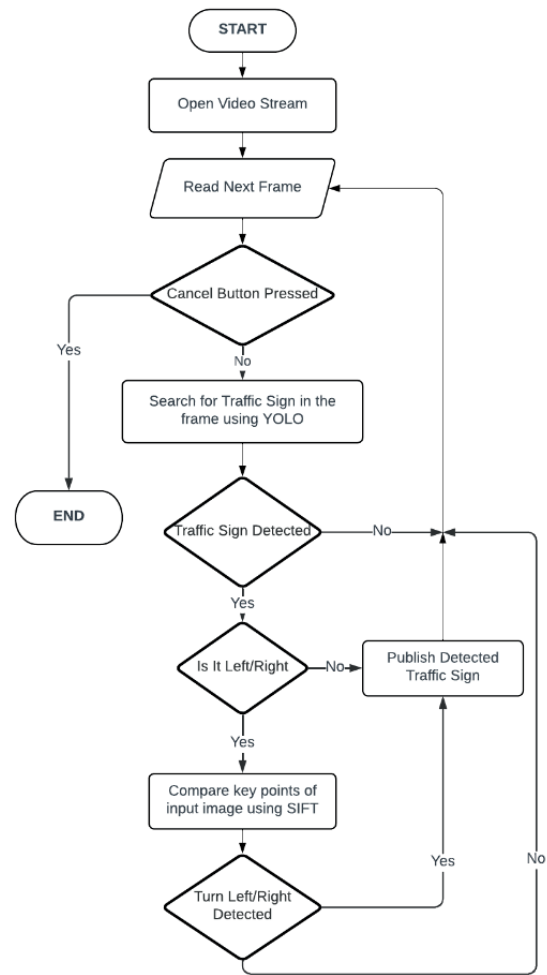 START
Open Video Stream
Read Next Frame
Cancel Button Pressed
Yes
No
Search for Traffic Sign in the
frame using YOLO
END
Traffic Sign Detected
No
Yes
Is It Left/Right
No
Publish Detected
Traffic Sign
Yes
Compare key points of
input image using SIFT
Turn Left/Right
Detected
Yes
No